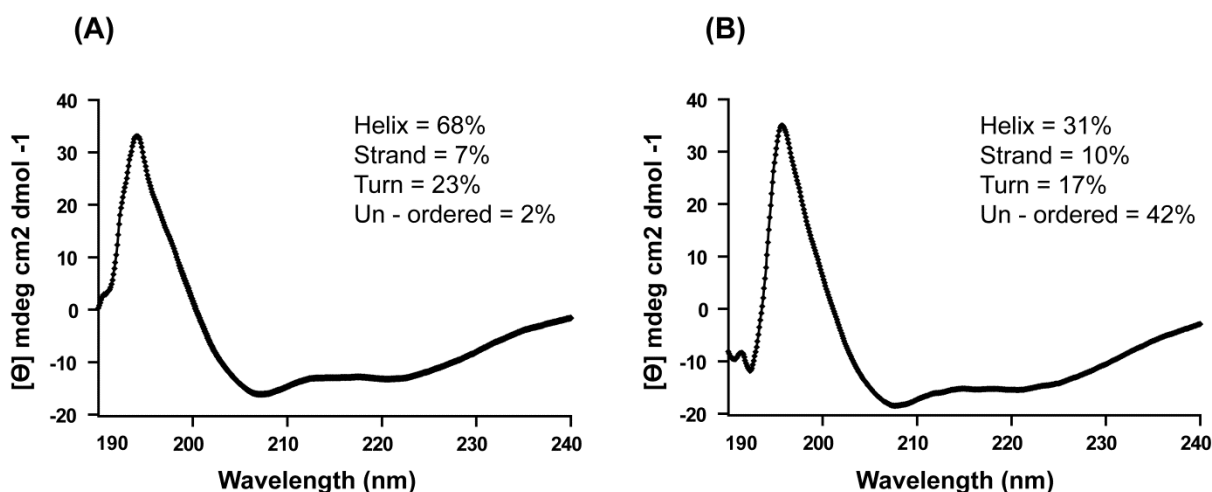 (A)
[Θ] mdeg cm2 dmol -1
40
30
20
10
0
-10
-20
Helix = 68%
Strand = 7%
Turn = 23%
Un - ordered = 2%
190
200
210
220
230
240
Wavelength (nm)
(B)
[Θ] mdeg cm2 dmol -1
40
30
20
10
0
-10
-20
Helix = 31%
Strand = 10%
Turn = 17%
Un - ordered = 42%
190
200
210
220
230
240
Wavelength (nm)